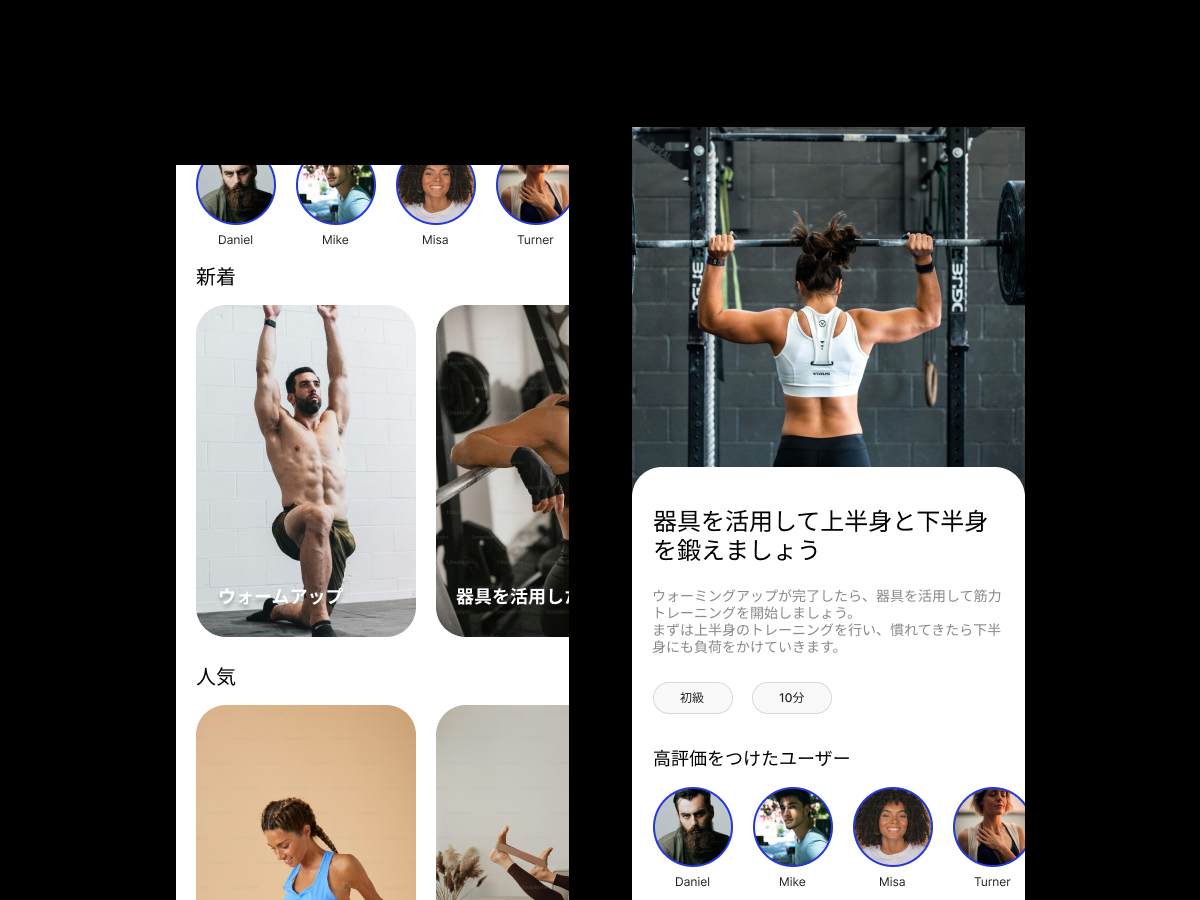 Daniel
Mike
Misa
Turner
新着
ウォームアップ
器具を活用した
人気
器具を活用して上半身と下半身
を鍛えましょう
ウォーミングアップが完了したら、器具を活用して筋力
トレーニングを開始しましょう。
まずは上半身のトレーニングを行い、慣れてきたら下半
身にも負荷をかけていきます。
初級
10分
高評価をつけたユーザー
Daniel
Mike
Misa
Turner